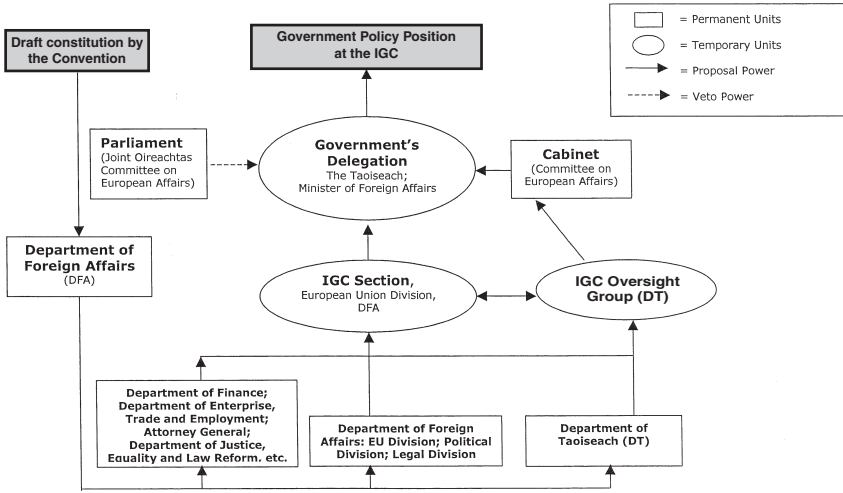 Draft constitution by
the Convention
Government Policy Position
at the IGC
= Permanent Units
= Temporary Units
= Proposal Power
= Veto Power
Parliament
(Joint Oireachtas
Committee on
European Affairs)
Government's
Delegation
The Taoiseach;
Minister of Foreign Affairs
Cabinet
(Committee on
European Affairs)
Department of
Foreign Affairs
(DFA)
IGC Section,
European Union Division,
DFA
IGC Oversight
Group (DT)
Department of Finance;
Department of Enterprise,
Trade and Employment;
Attorney General;
Department of Justice,
Equality and Law Reform, etc.
Department of Foreign
Affairs: EU Division; Political
Division; Legal Division
Department of
Taoiseach (DT)